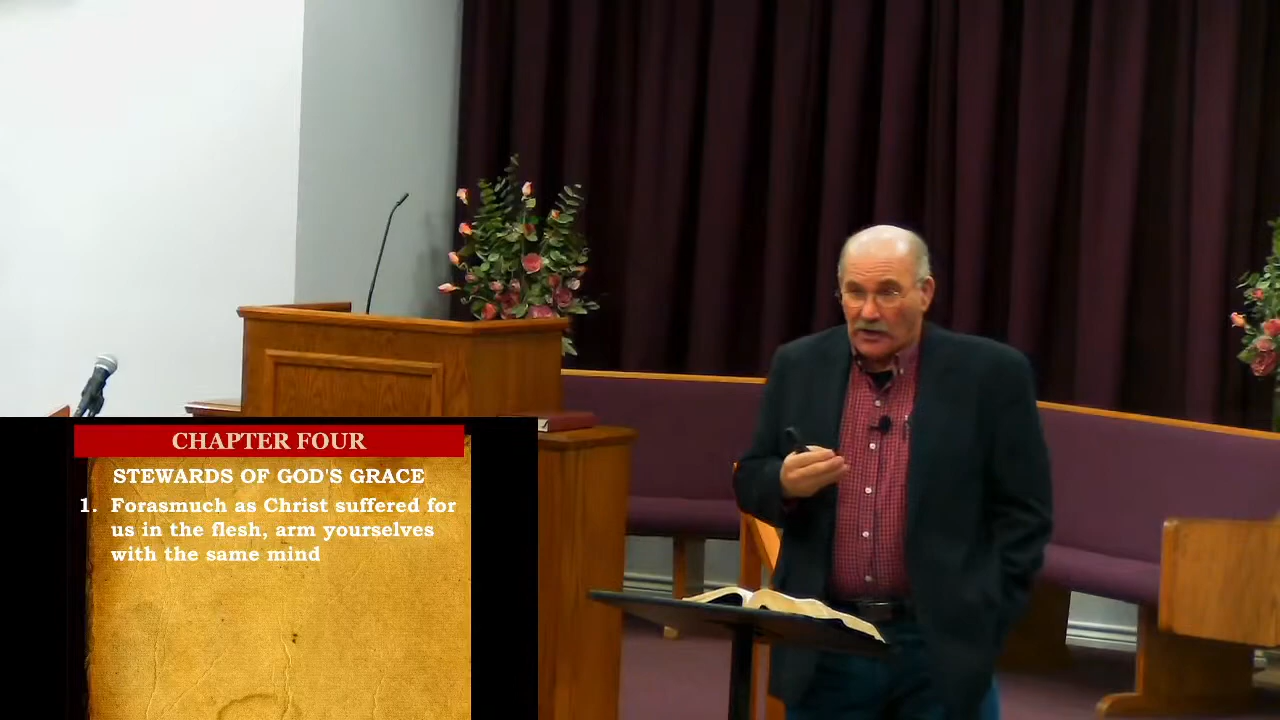 CHAPTER FOUR
STEWARDS OF GOD'S GRACE
1. Forasmuch as Christ suffered for
us in the flesh, arm yourselves
with the same mind